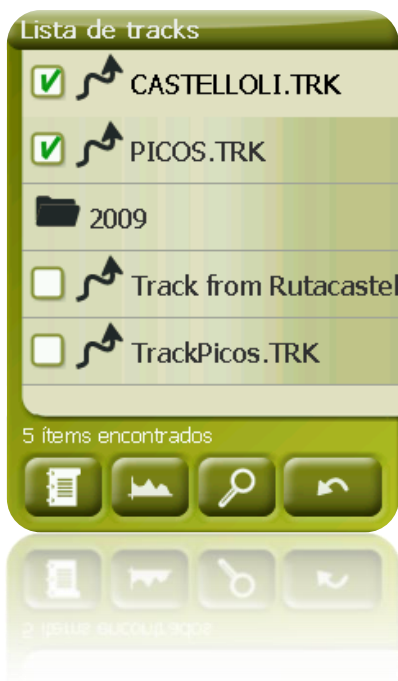 Lista de tracks
CASTELLOLI.TRK
PICOS.TRK
2009
Track from Rutacastel
TrackPicos.TRK
5 ítems encontrados